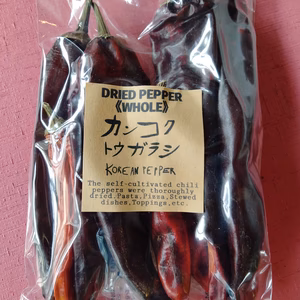 DRIED PEPPER
《WHOLE》
カンコク
トウガラシ
KOREAN PEPPER
The self-cultivated chili
peppers were thoroughly
dried.Pasta,Pizza,Stewed
dishes,Toppings,etc.